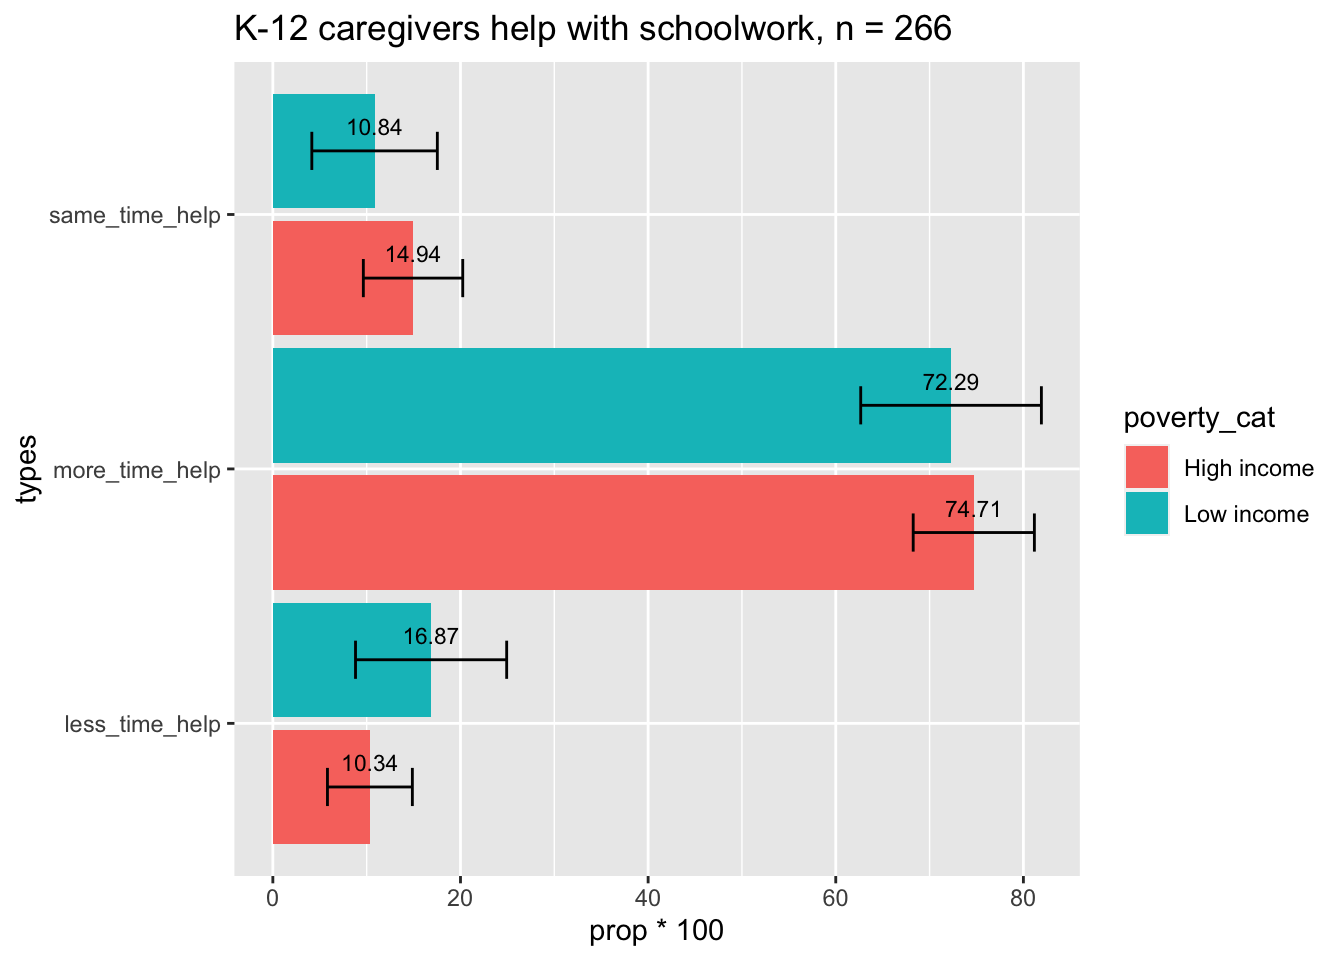 K-12 caregivers help with schoolwork, n = 266
types
same_time_help
more_time_help
less_time_help
10.84
14.94
72.29
74.71
16.87
10.34
0 20 40 60 80
prop * 100
poverty_cat
High income
Low income